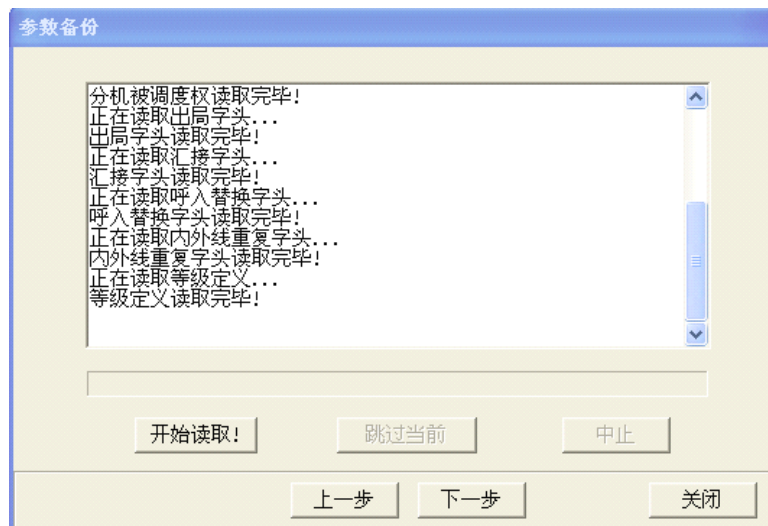 参数备份
分机被调度权读取完毕!
正在读取出局字头...
出局字头读取完毕!
正在读取汇接字头...
汇接字头读取完毕!
正在读取呼入替换字头...
呼入替换字头读取完毕!
正在读取内外线重复字头...
内外线重复字头读取完毕!
正在读取等级定义...
等级定义读取完毕!
开始读取!
跳过当前
中止
上一步
下一步
关闭